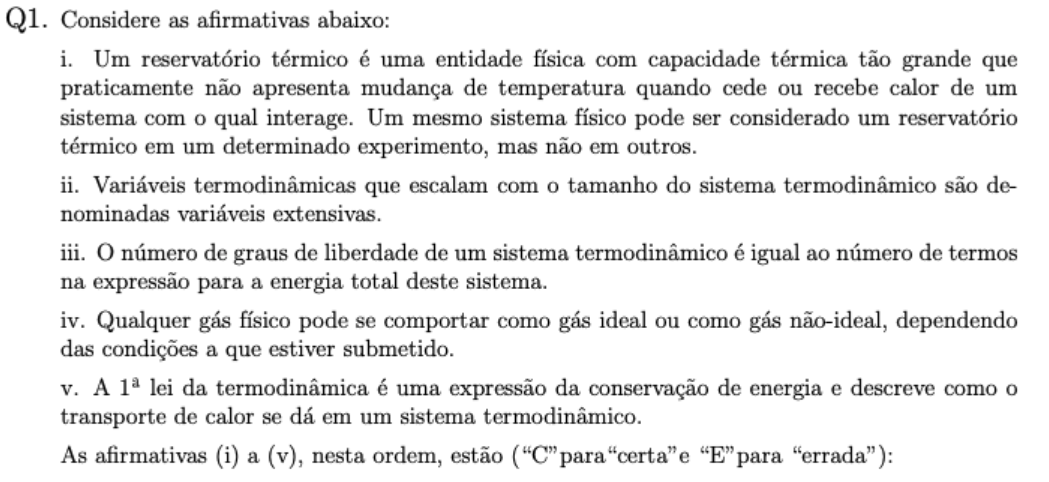 Q1. Considere as afirmativas abaixo:
i. Um reservatório térmico é uma entidade física com capacidade térmica tão grande que
praticamente não apresenta mudança de temperatura quando cede ou recebe calor de um
sistema com o qual interage. Um mesmo sistema físico pode ser considerado um reservatório
térmico em um determinado experimento, mas não em outros.
ii. Variáveis termodinâmicas que escalam com o tamanho do sistema termodinâmico são de-
nominadas variáveis extensivas.
iii. O número de graus de liberdade de um sistema termodinâmico é igual ao número de termos
na expressão para a energia total deste sistema.
iv. Qualquer gás físico pode se comportar como gás ideal ou como gás não-ideal, dependendo
das condições a que estiver submetido.
v. A 1ª lei da termodinâmica é uma expressão da conservação de energia e descreve como o
transporte de calor se dá em um sistema termodinâmico.
As afirmativas (i) a (v), nesta ordem, estão (“C”para“certa”e “E”para “errada”):